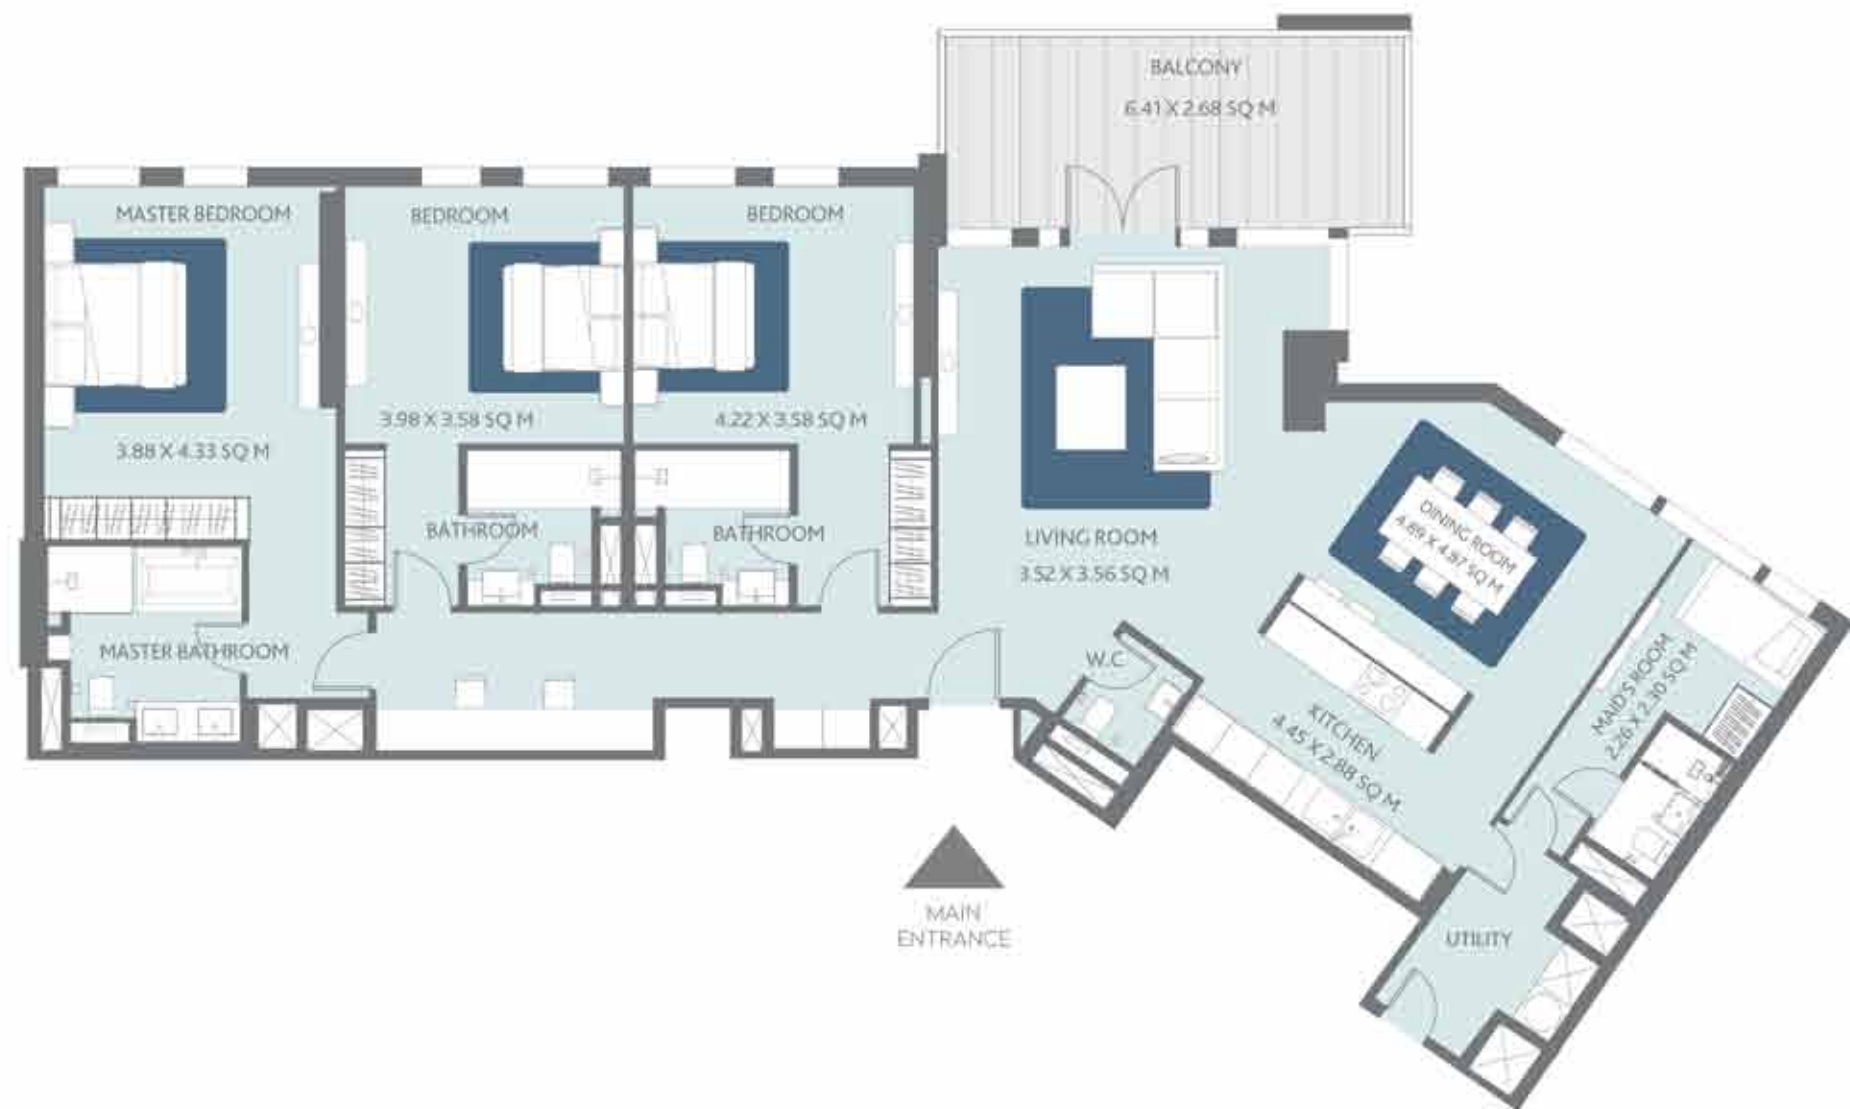 BALCONY
6.41 X 2.68 SQ M
MASTER BEDROOM
3.88 X 4.33 SQ M
BEDROOM
3.98 X 3.58 SQ M
BEDROOM
4.22 X 3.58 SQ M
BATHROOM
BATHROOM
MASTER BATHROOM
LIVING ROOM
3.52 X 3.56 SQ M
DINING ROOM
4.69 X 4.87 SQ M
W.C
KITCHEN
4.45 X 2.88 SQ M
MAID'S ROOM
2.26 X 2.30 SQ M
UTILITY
MAIN
ENTRANCE